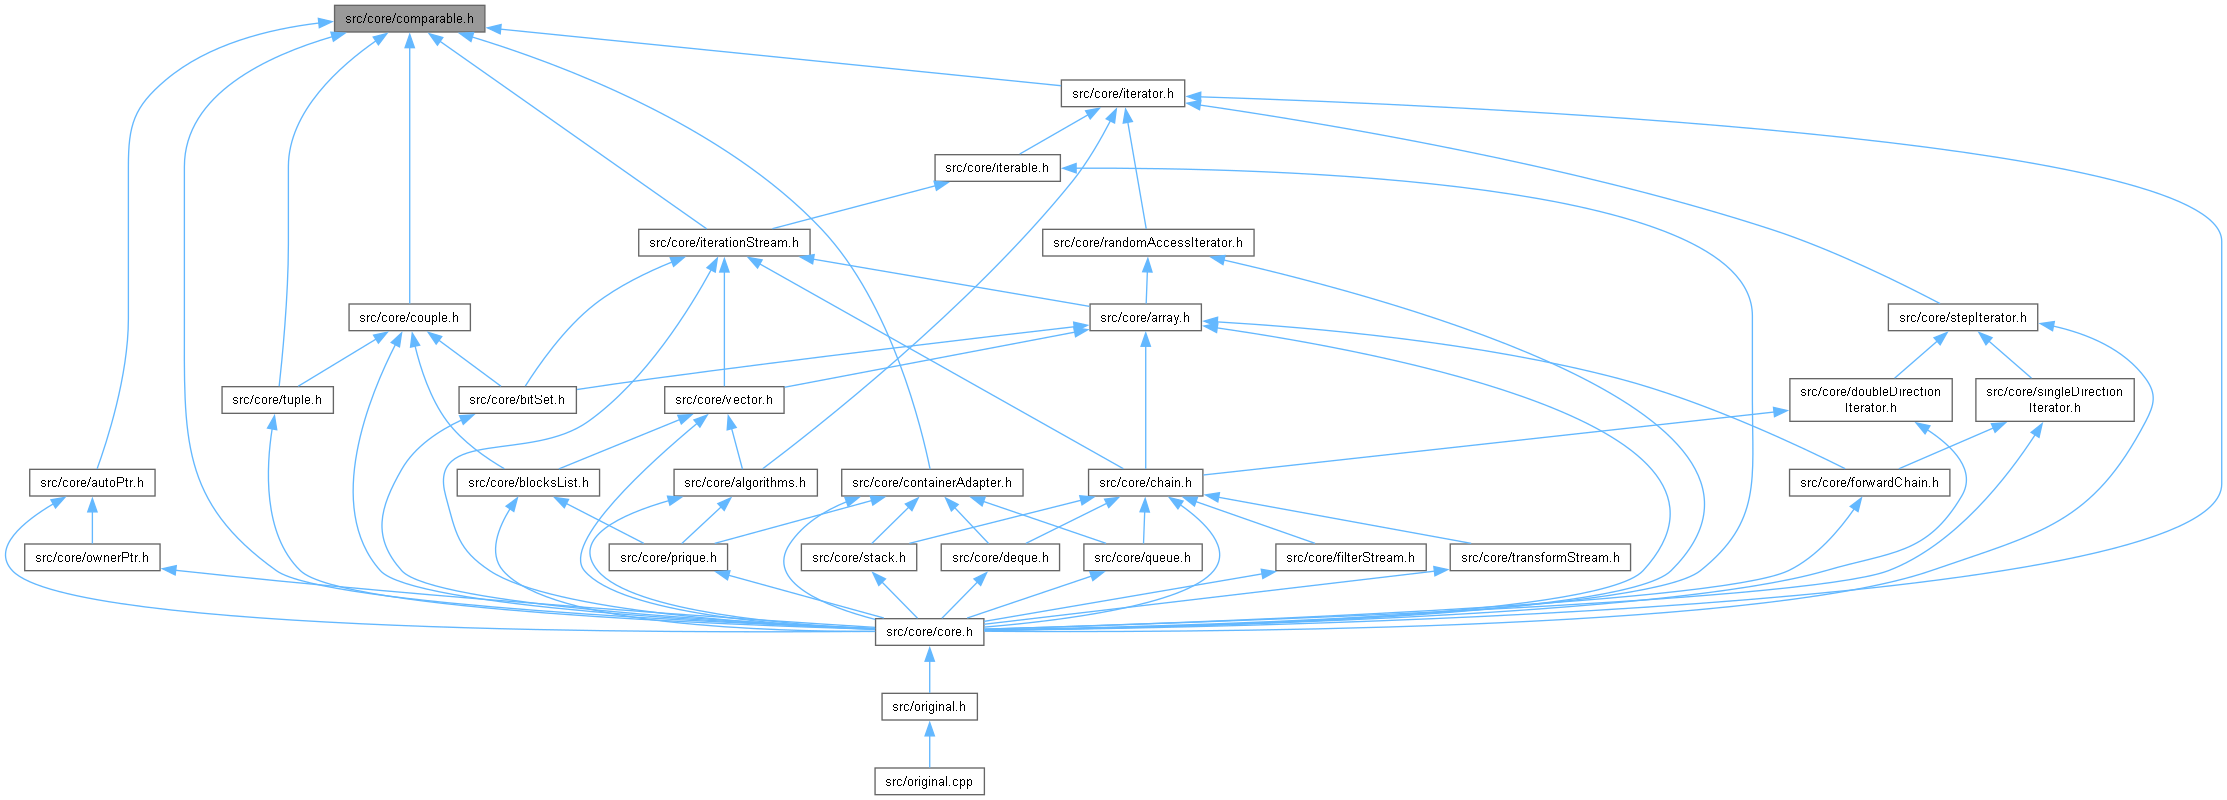 src/core/comparable.h
src/core/iterator.h
src/core/iterable.h
src/core/iterationStream.h
src/core/randomAccessIterator.h
src/core/couple.h
src/core/array.h
src/core/stepIterator.h
src/core/tuple.h
src/core/bitSet.h
src/core/vector.h
src/core/doubleDirection
Iterator.h
src/core/singleDirection
Iterator.h
src/core/autoPtr.h
src/core/blocksList.h
src/core/algorithms.h
src/core/containerAdapter.h
src/core/chain.h
src/core/forwardChain.h
src/core/ownerPtr.h
src/core/prique.h
src/core/stack.h
src/core/deque.h
src/core/queue.h
src/core/filterStream.h
src/core/transformStream.h
src/core/core.h
src/original.h
src/original.cpp